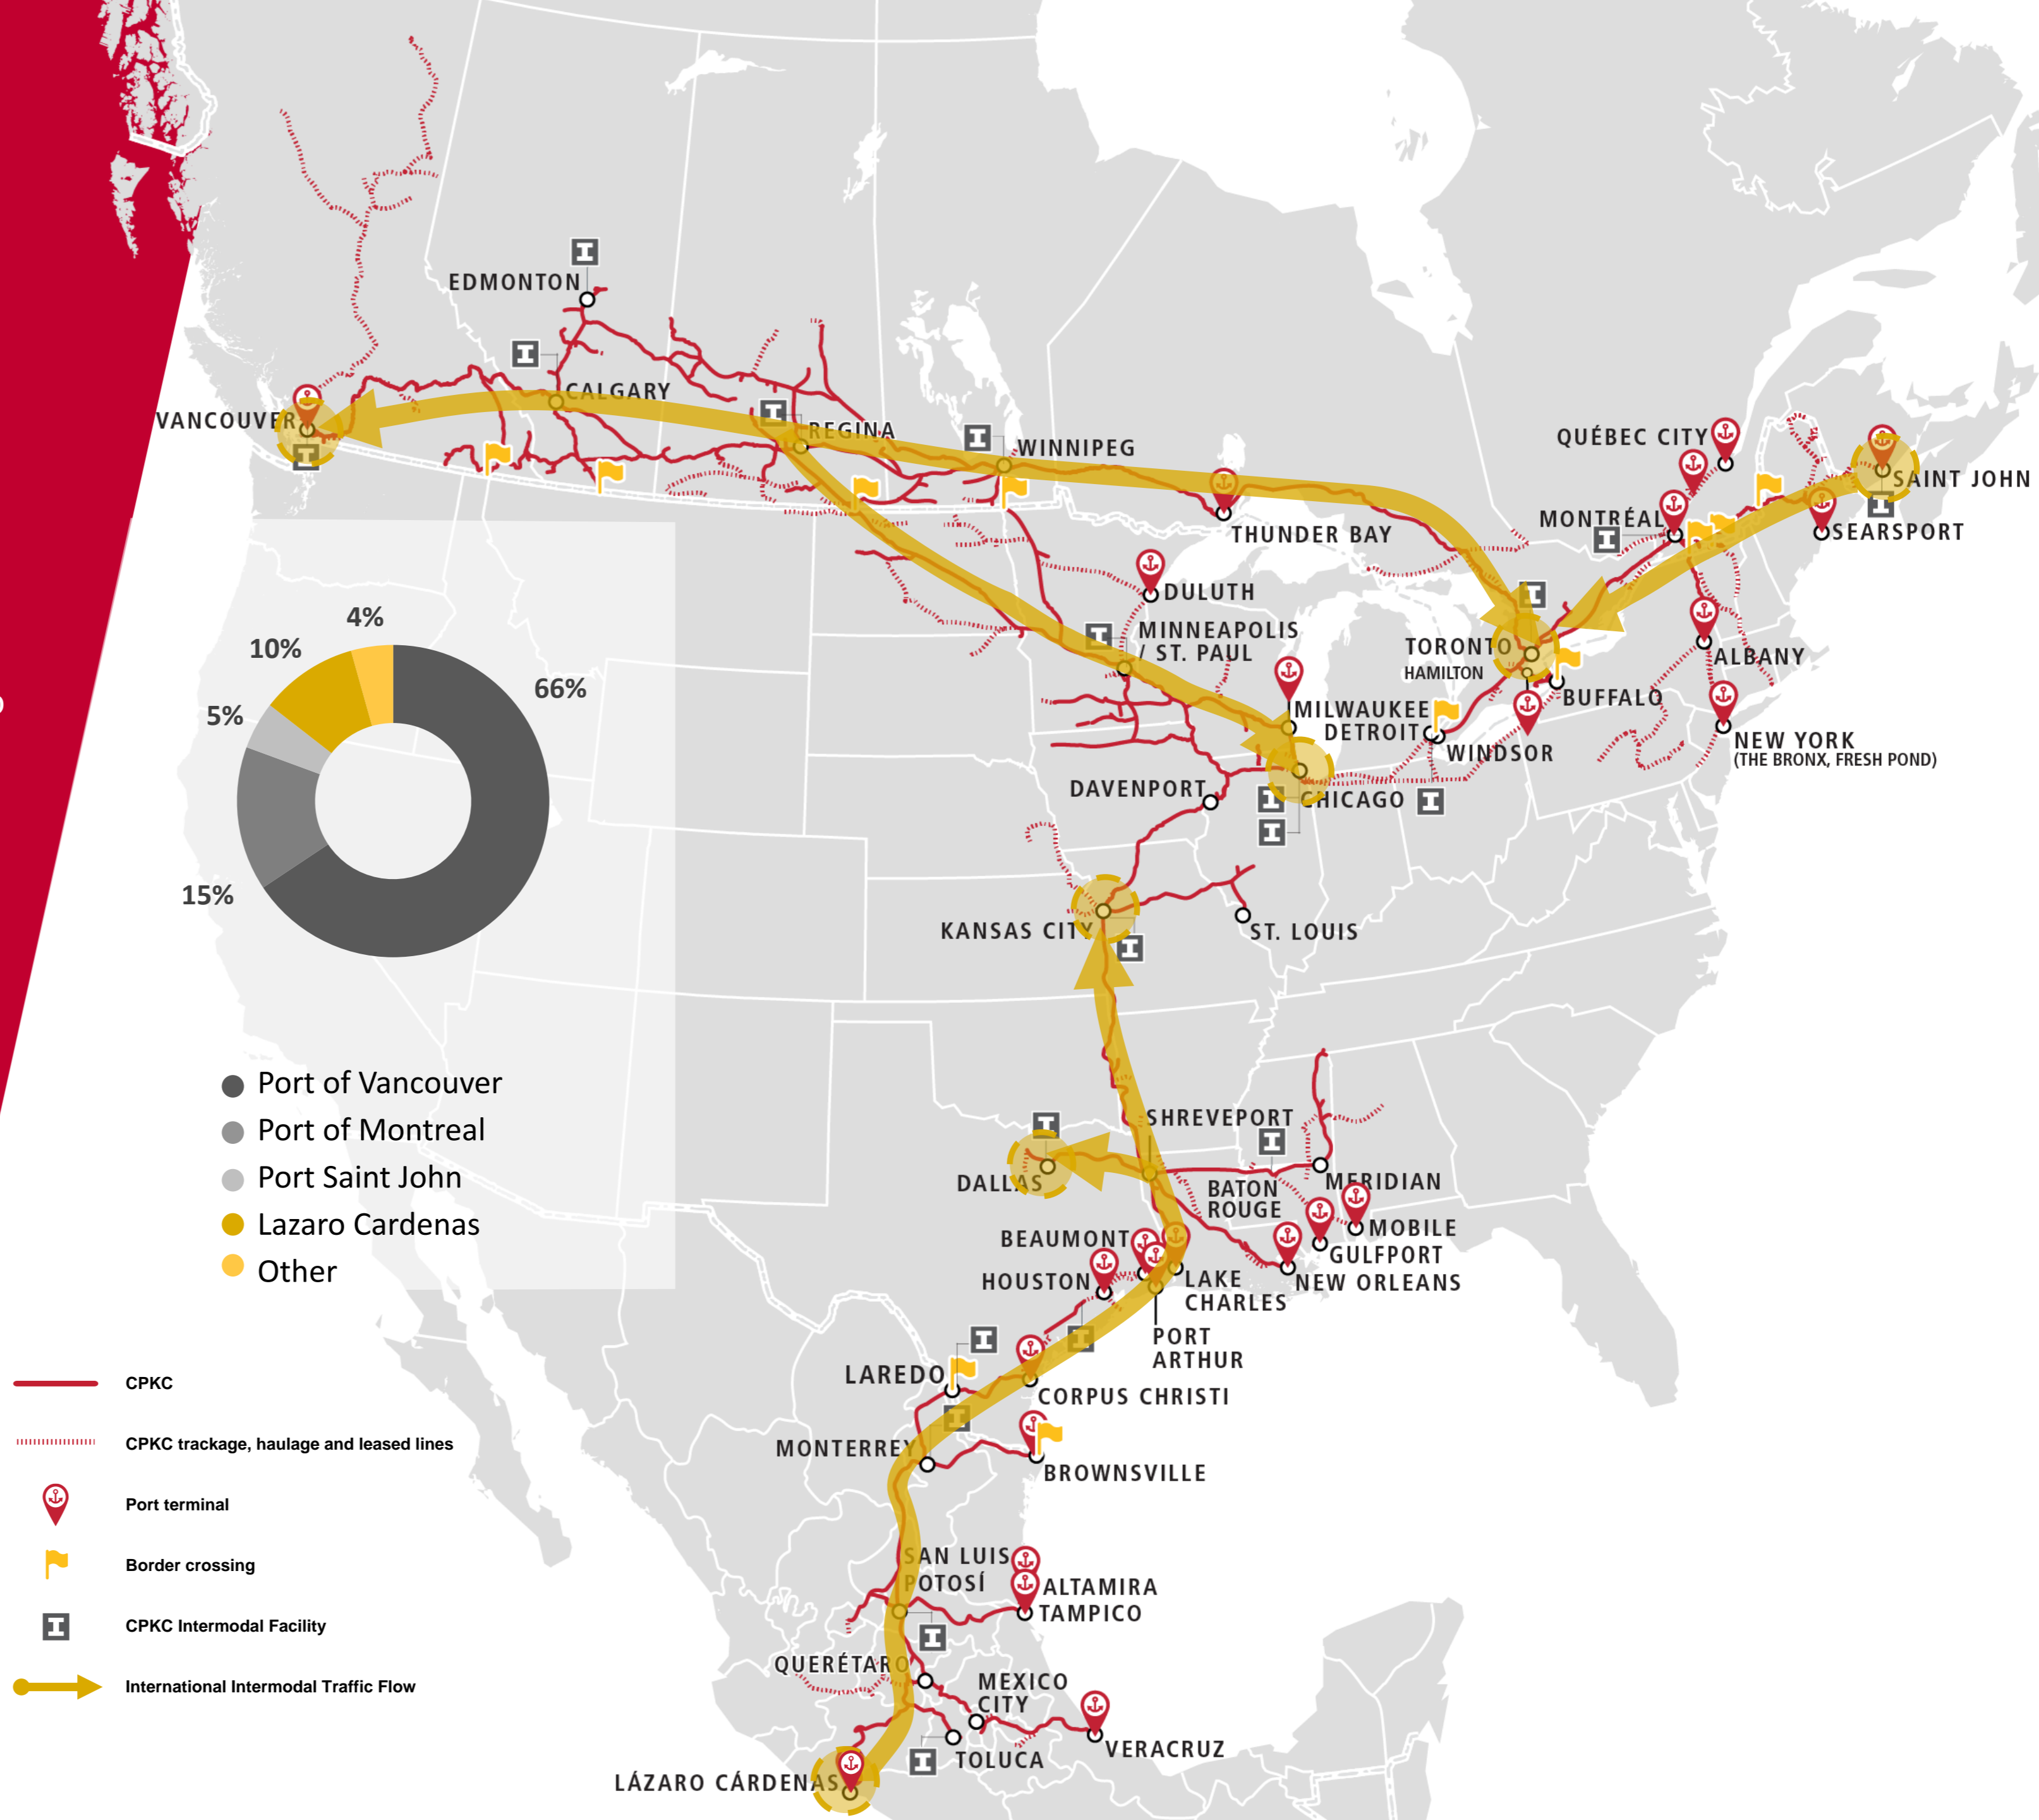 EDMONTON
CALGARY
VANCOUVER
REGINA
WINNIPEG
THUNDER BAY
QUÉBEC CITY
SAINT JOHN
MONTRÉAL
SEARSPORT
DULUTH
MINNEAPOLIS
/ ST. PAUL
TORONTO
HAMILTON
ALBANY
BUFFALO
MILWAUKEE
DETROIT
WINDSOR
NEW YORK
(THE BRONX, FRESH POND)
DAVENPORT
CHICAGO
KANSAS CITY
ST. LOUIS
4%
10%
66%
5%
15%
Port of Vancouver
Port of Montreal
Port Saint John
Lazaro Cardenas
Other
SHREVEPORT
DALLAS
MERIDIAN
BATON
ROUGE
MOBILE
BEAUMONT
GULFPORT
HOUSTON
LAKE
CHARLES
NEW ORLEANS
PORT
ARTHUR
LAREDO
CORPUS CHRISTI
MONTERREY
BROWNSVILLE
SAN LUIS
POTOSÍ
ALTAMIRA
TAMPICO
QUERÉTARO
MEXICO
CITY
TOLUCA
VERACRUZ
LÁZARO CÁRDENAS
CPKC
CPKC trackage, haulage and leased lines
Port terminal
Border crossing
CPKC Intermodal Facility
International Intermodal Traffic Flow